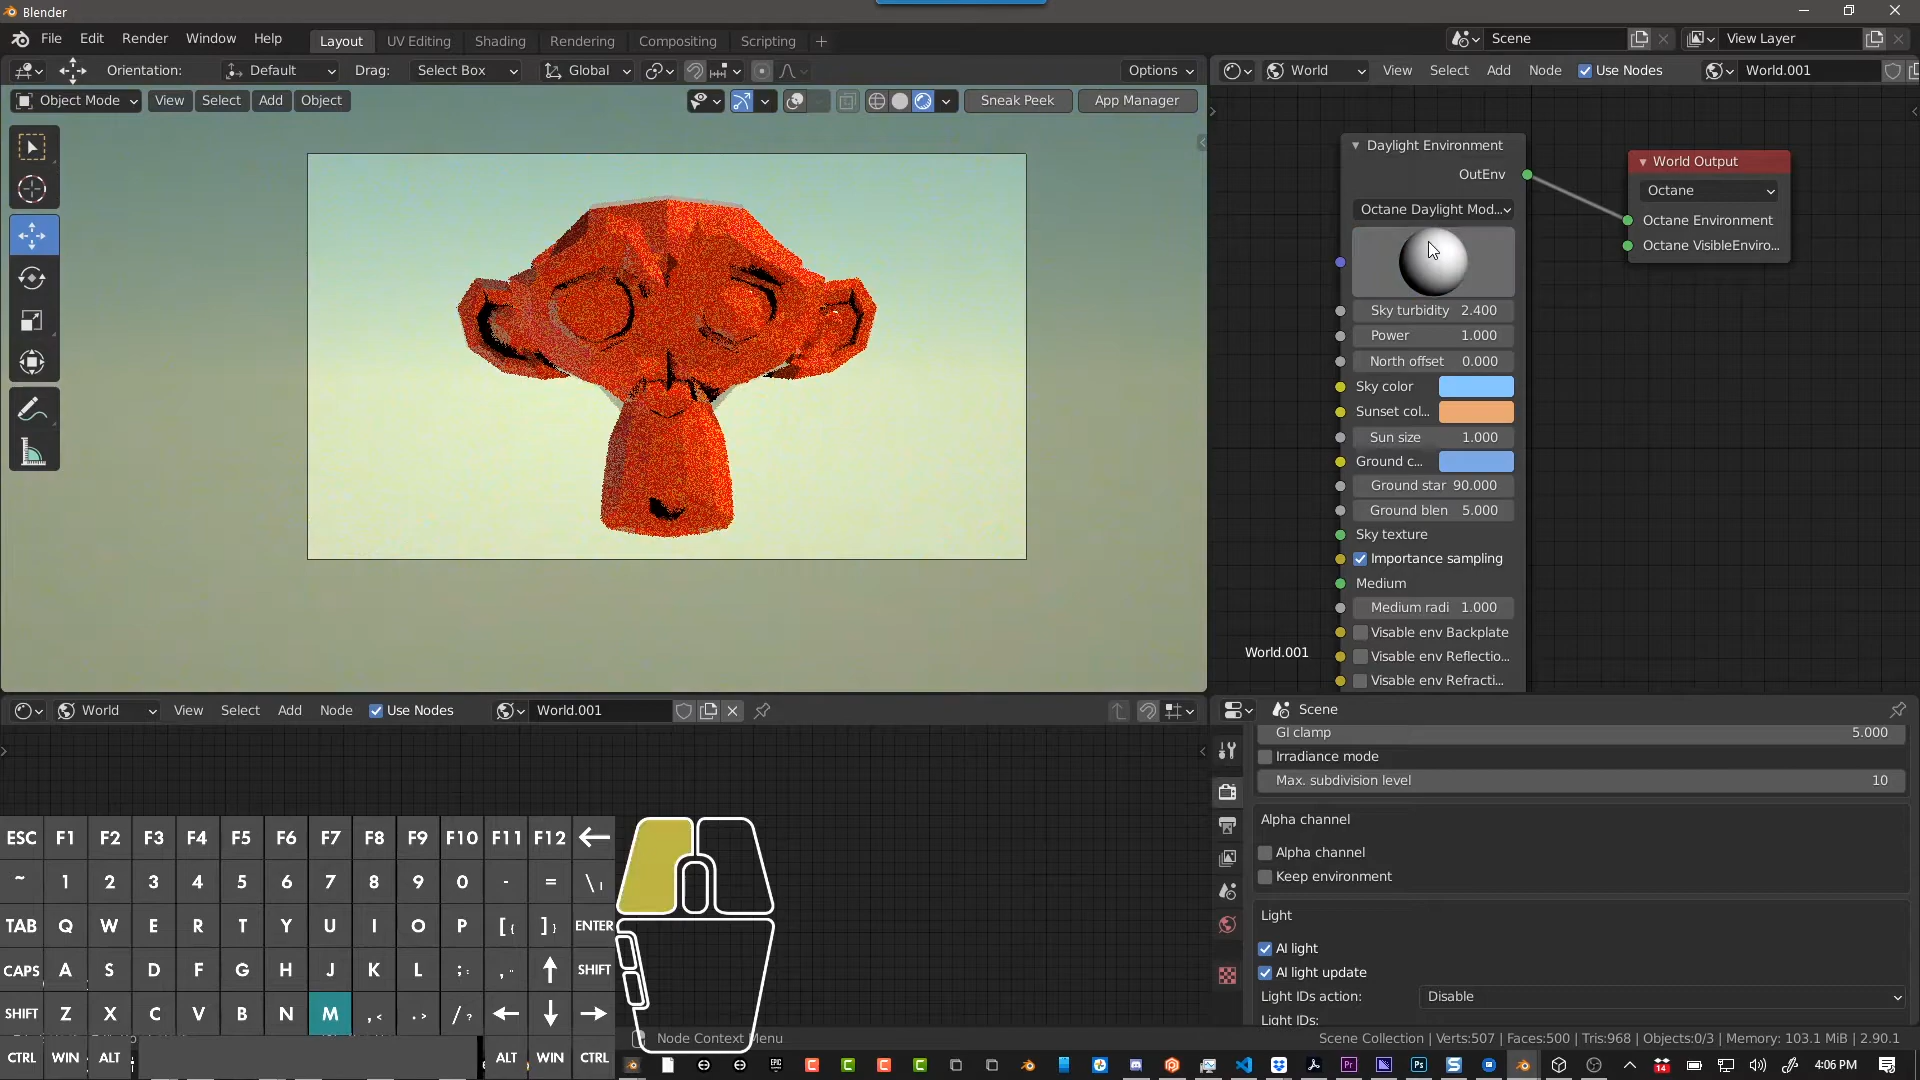 Blender
File Edit Render Window Help Layout UV Editing Shading Rendering Compositing Scripting + Scene View Layer
Orientation: Default Drag: Select Box Global Options World View Select Add Node Use Nodes World.001
Object Mode View Select Add Object Sneak Peek App Manager
Daylight Environment
OutEnv
Octane Daylight Mod...
Sky turbidity 2.400
Power 1.000
North offset 0.000
Sky color
Sunset col...
Sun size 1.000
Ground c...
Ground star 90.000
Ground blen 5.000
Sky texture
Importance sampling
Medium
Medium radi 1.000
Visable env Backplate
Visable env Reflectio...
Visable env Refracti...
World.001
World Output
Octane
Octane Environment
Octane VisibleEnviro...
World View Select Add Node Use Nodes World.001
Scene
GI clamp 5.000
Irradiance mode
Max. subdivision level 10
Alpha channel
Alpha channel
Keep environment
Light
AI light
AI light update
Light IDs action: Disable
Light IDs:
ESC F1 F2 F3 F4 F5 F6 F7 F8 F9 F10 F11 F12
~ 1 2 3 4 5 6 7 8 9 0 - = \ |
TAB Q W E R T Y U I O P [ { ] } ENTER
CAPS A S D F G H J K L ; : , " SHIFT
SHIFT Z X C V B N M , < . > / ?
CTRL WIN ALT ALT WIN CTRL
Node Context Menu
Scene Collection | Verts:507 | Faces:500 | Tris:968 | Objects:0/3 | Memory: 103.1 MiB | 2.90.1
EPIC Pr Ps 14 4:06 PM